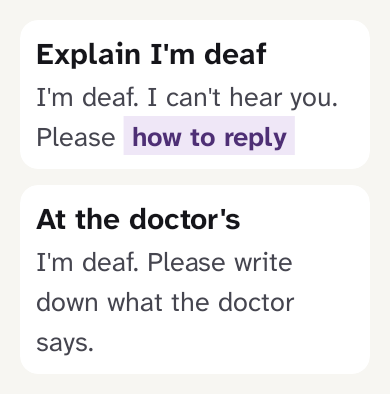 Explain I'm deaf
I'm deaf. I can't hear you.
Please how to reply
At the doctor's
I'm deaf. Please write
down what the doctor
says.